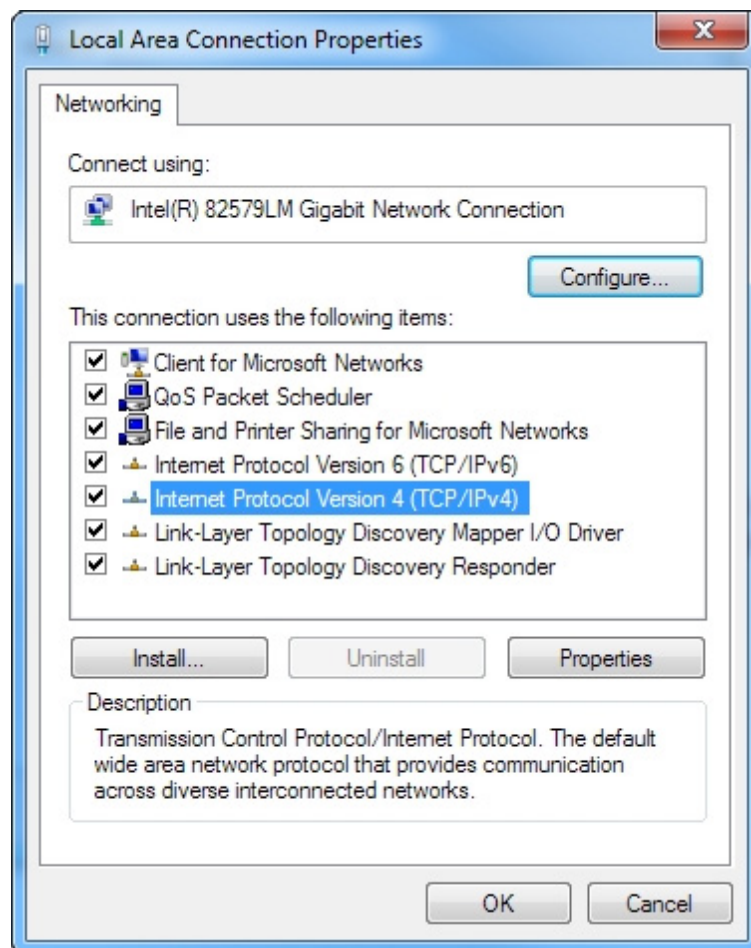 Local Area Connection Properties
Networking
Connect using:
Intel(R) 82579LM Gigabit Network Connection
Configure...
This connection uses the following items:
Client for Microsoft Networks
QoS Packet Scheduler
File and Printer Sharing for Microsoft Networks
Internet Protocol Version 6 (TCP/IPv6)
Internet Protocol Version 4 (TCP/IPv4)
Link-Layer Topology Discovery Mapper I/O Driver
Link-Layer Topology Discovery Responder
Install... Uninstall Properties
Description
Transmission Control Protocol/Internet Protocol. The default
wide area network protocol that provides communication
across diverse interconnected networks.
OK Cancel